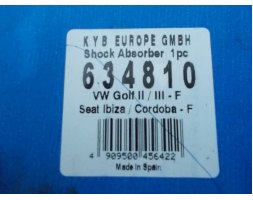 KYB EUROPE GMBH
Shock Absorber 1pc
634810
VW Golf II / III - F
Seat Ibiza / Cordoba - F
4 909500 456422
Made in Spain